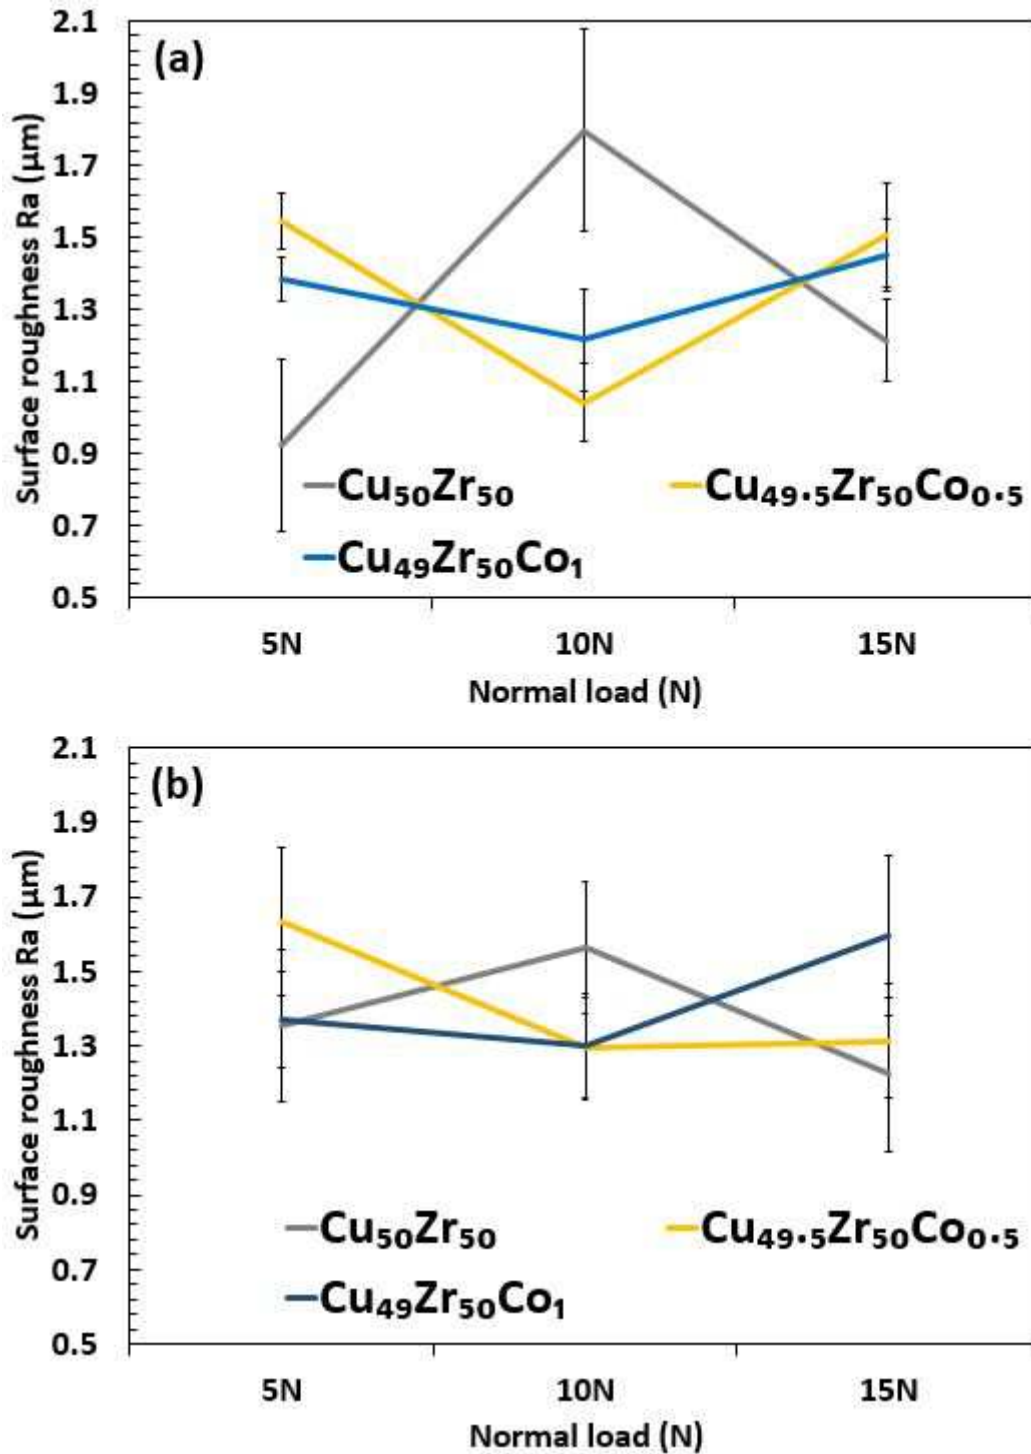 (a)
Surface roughness Ra (μm)
2.1
1.9
1.7
1.5
1.3
1.1
0.9
0.7
0.5
Cu₅₀Zr₅₀
Cu₄₉.₅Zr₅₀Co₀.₅
Cu₄₉Zr₅₀Co₁
5N 10N 15N
Normal load (N)
(b)
Surface roughness Ra (μm)
2.1
1.9
1.7
1.5
1.3
1.1
0.9
0.7
0.5
Cu₅₀Zr₅₀
Cu₄₉.₅Zr₅₀Co₀.₅
Cu₄₉Zr₅₀Co₁
5N 10N 15N
Normal load (N)